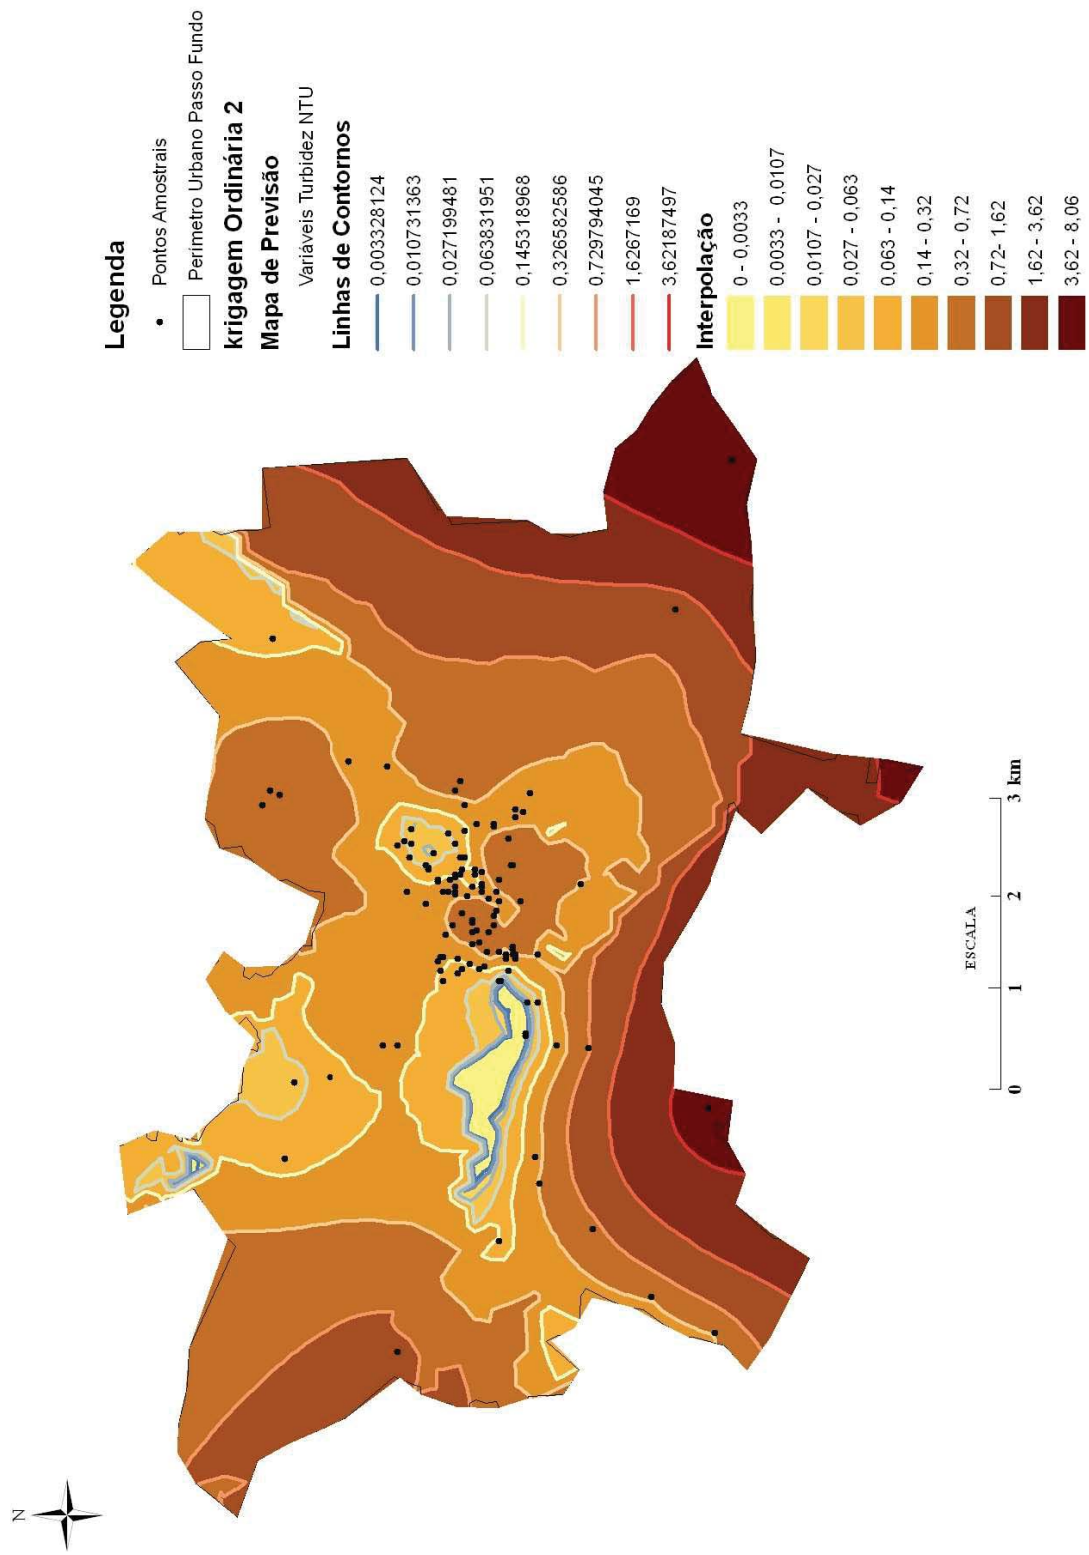 Legenda
Pontos Amostrais
Perimetro Urbano Passo Fundo
krigagem Ordinária 2
Mapa de Previsão
Variáveis Turbidez NTU
Linhas de Contornos
0,003328124
0,010731363
0,027199481
0,063831951
0,145318968
0,326582586
0,729794045
1,6267169
3,62187497
Interpolação
0 - 0,0033
0,0033 - 0,0107
0,0107 - 0,027
0,027 - 0,063
0,063 - 0,14
0,14 - 0,32
0,32 - 0,72
0,72- 1,62
1,62 - 3,62
3,62 - 8,06
N
ESCALA
0 1 2 3 km